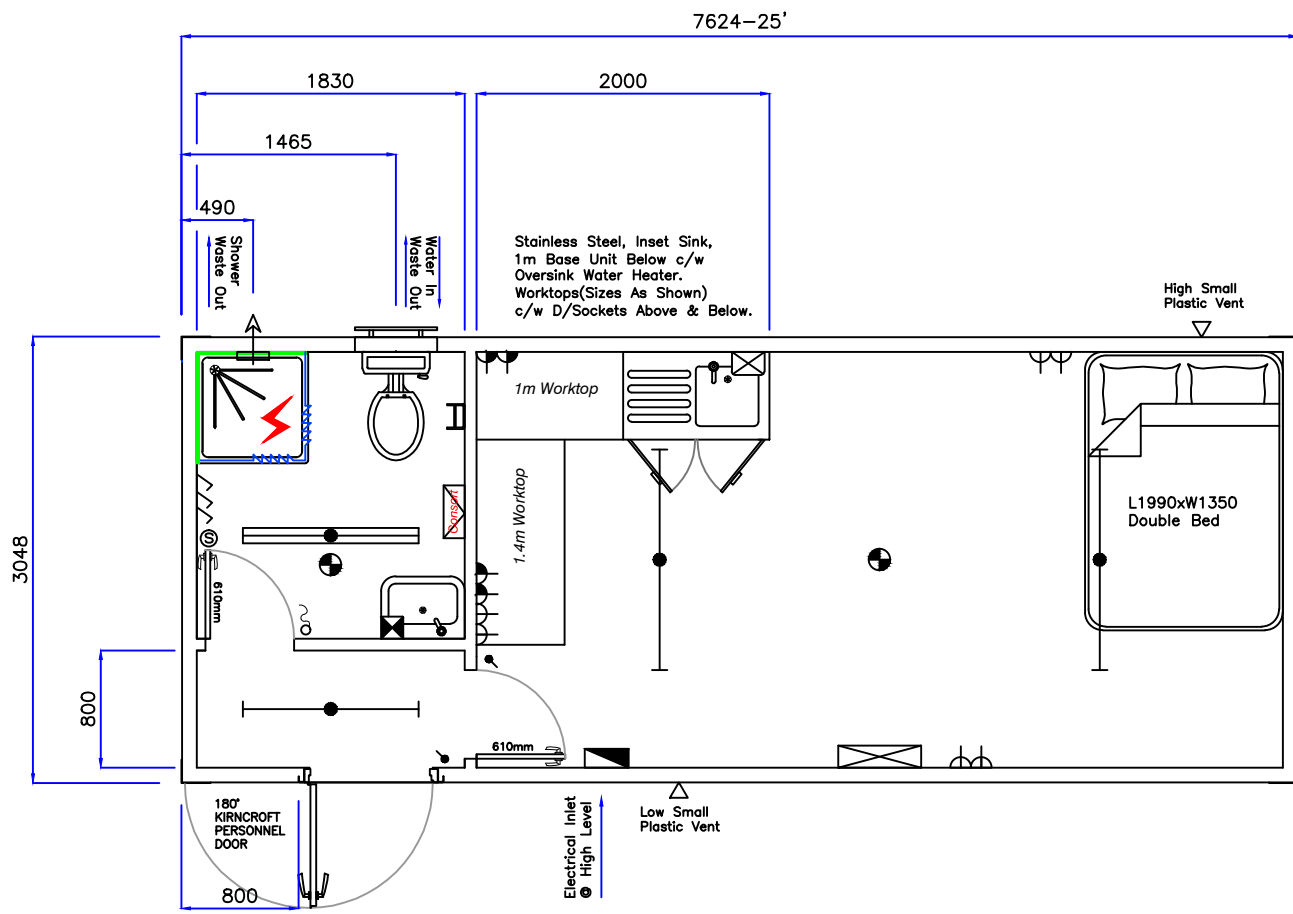 7624-25'
1830
2000
1465
490
Shower
Waste Out
Water In
Waste Out
Stainless Steel, Inset Sink,
1m Base Unit Below c/w
Oversink Water Heater.
Worktops(Sizes As Shown)
c/w D/Sockets Above & Below.
High Small
Plastic Vent
1m Worktop
1.4m Worktop
Consort
L1990xW1350
Double Bed
3048
S
610mm
800
610mm
180°
KIRNCROFT
PERSONNEL
DOOR
800
Electrical Inlet
@ High Level
Low Small
Plastic Vent